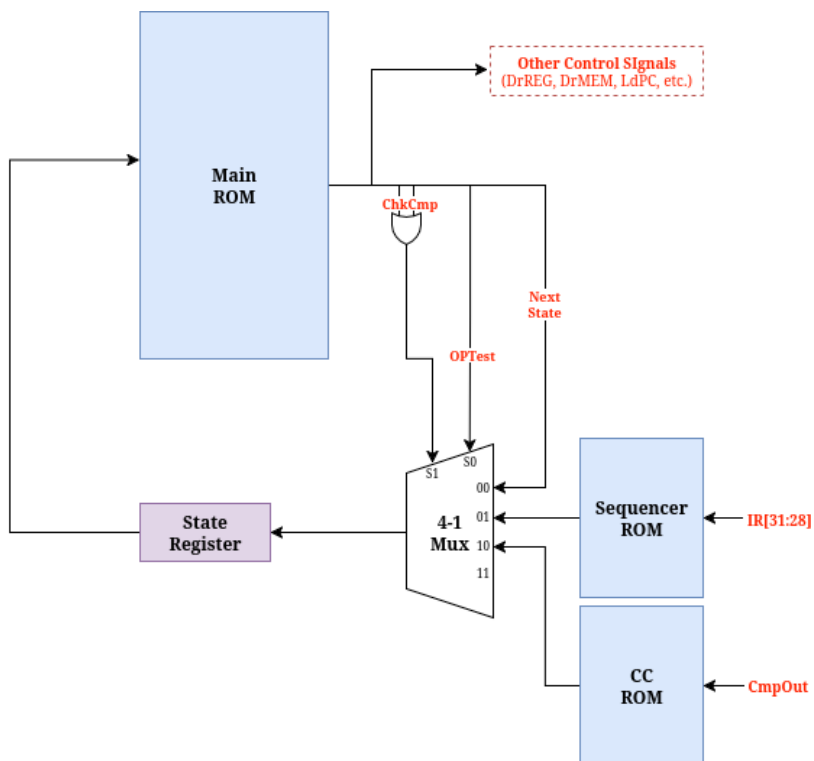 Other Control SIgnals
(DrREG, DrMEM, LdPC, etc.)
Main
ROM
ChkCmp
Next
State
OPTest
S1
S0
00
01
10
11
4-1
Mux
State
Register
Sequencer
ROM
IR[31:28]
CC
ROM
CmpOut